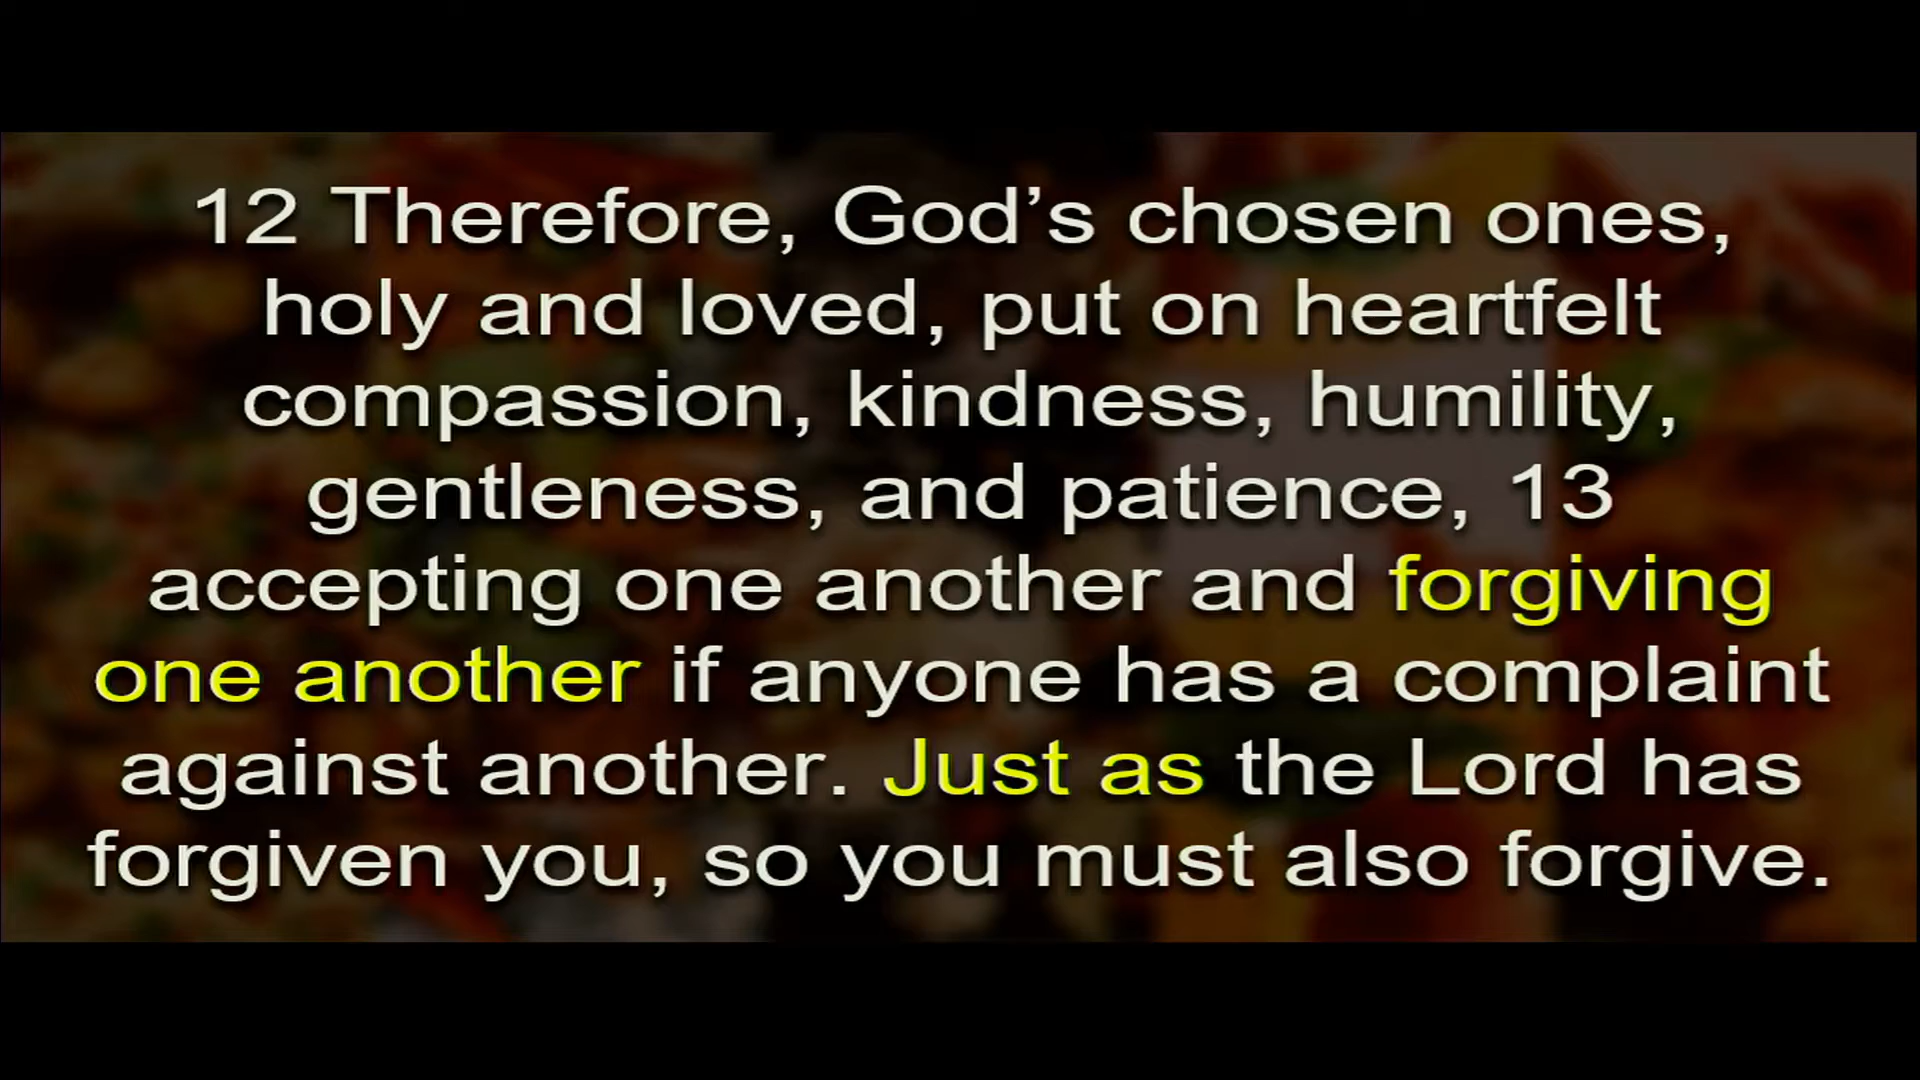 12 Therefore, God’s chosen ones,
holy and loved, put on heartfelt
compassion, kindness, humility,
gentleness, and patience, 13
accepting one another and forgiving
one another if anyone has a complaint
against another. Just as the Lord has
forgiven you, so you must also forgive.